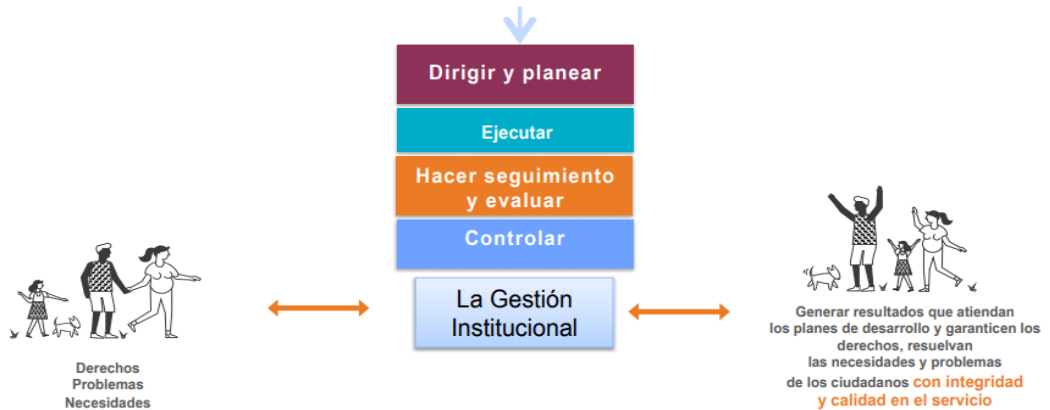 Dirigir y planear
Ejecutar
Hacer seguimiento
y evaluar
Controlar
La Gestión
Institucional
Derechos
Problemas
Necesidades
Generar resultados que atiendan
los planes de desarrollo y garanticen los
derechos, resuelvan
las necesidades y problemas
de los ciudadanos con integridad
y calidad en el servicio